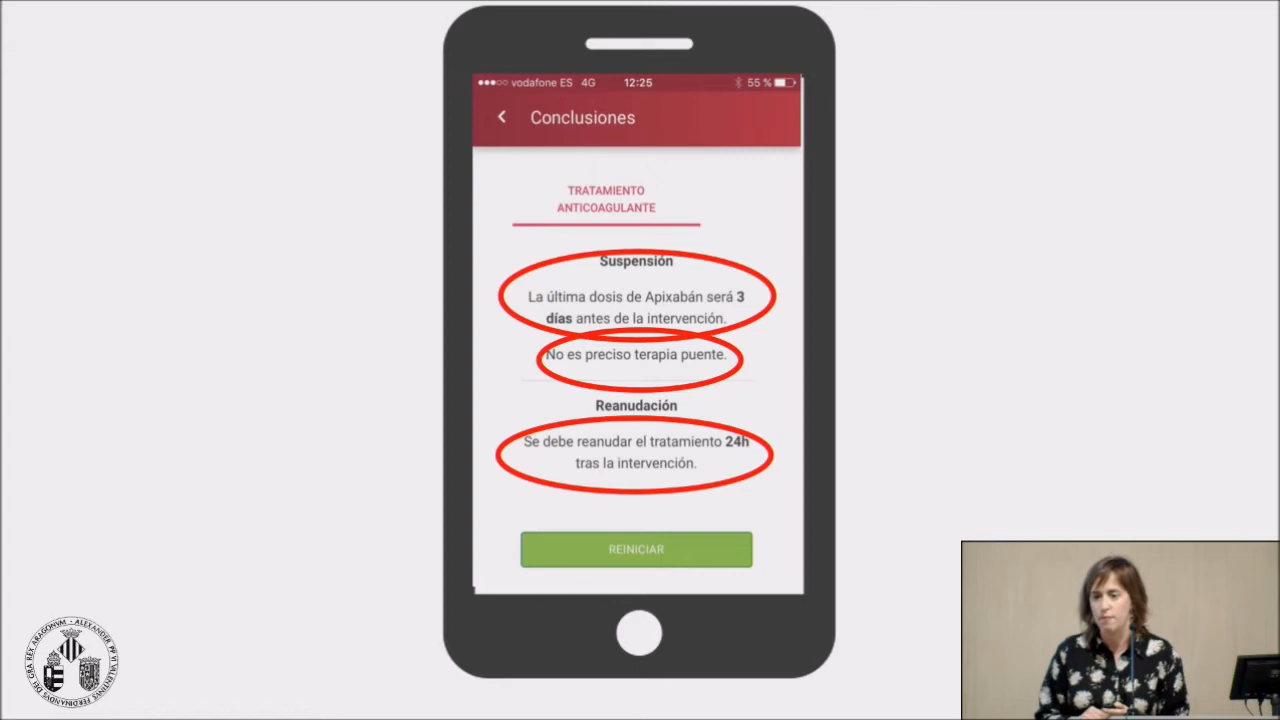 vodafone ES 4G 12:25 55 %
Conclusiones
TRATAMIENTO
ANTICOAGULANTE
Suspensión
La última dosis de Apixabán será 3
días antes de la intervención.
No es preciso terapia puente.
Reanudación
Se debe reanudar el tratamiento 24h
tras la intervención.
REINICIAR